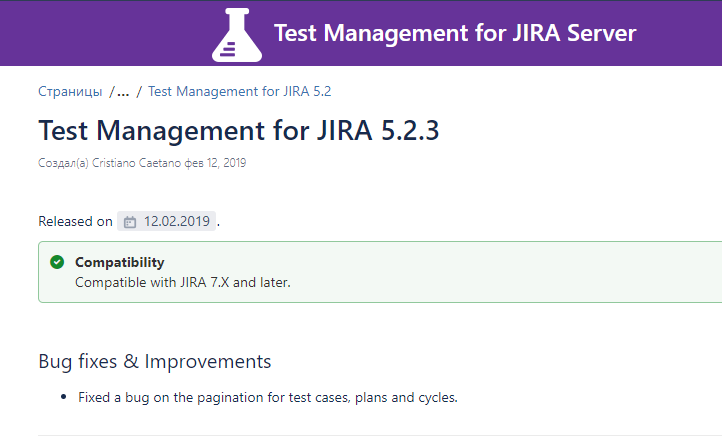 Test Management for JIRA Server
Страницы /... / Test Management for JIRA 5.2
Test Management for JIRA 5.2.3
Создал(а) Cristiano Caetano фев 12, 2019
Released on 12.02.2019 .
Compatibility
Compatible with JIRA 7.X and later.
Bug fixes & Improvements
• Fixed a bug on the pagination for test cases, plans and cycles.